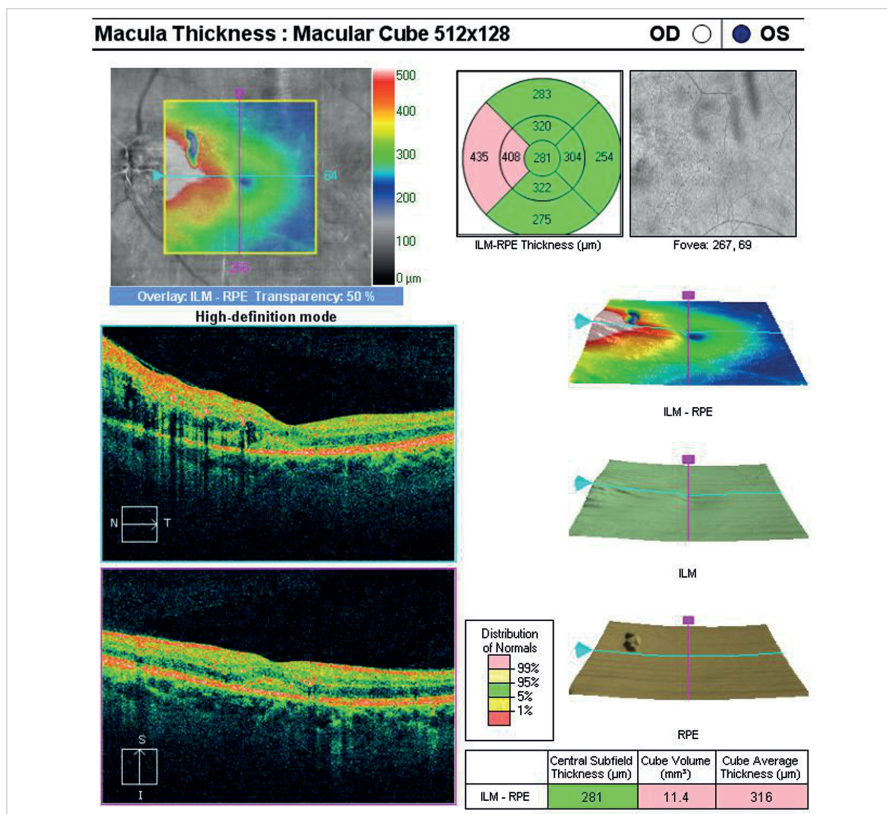 Macula Thickness : Macular Cube 512x128 OD OS
500
400
300
200
100
0 µm
64
256
Overlay: ILM - RPE Transparency: 50 %
283
320
435 408 281 304 254
322
275
ILM-RPE Thickness (µm)
Fovea: 267, 69
High-definition mode
N T
S
I
ILM - RPE
ILM
RPE
Distribution
of Normals
99%
95%
5%
1%
Central Subfield Thickness (µm) Cube Volume (mm³) Cube Average Thickness (µm)
ILM - RPE 281 11.4 316